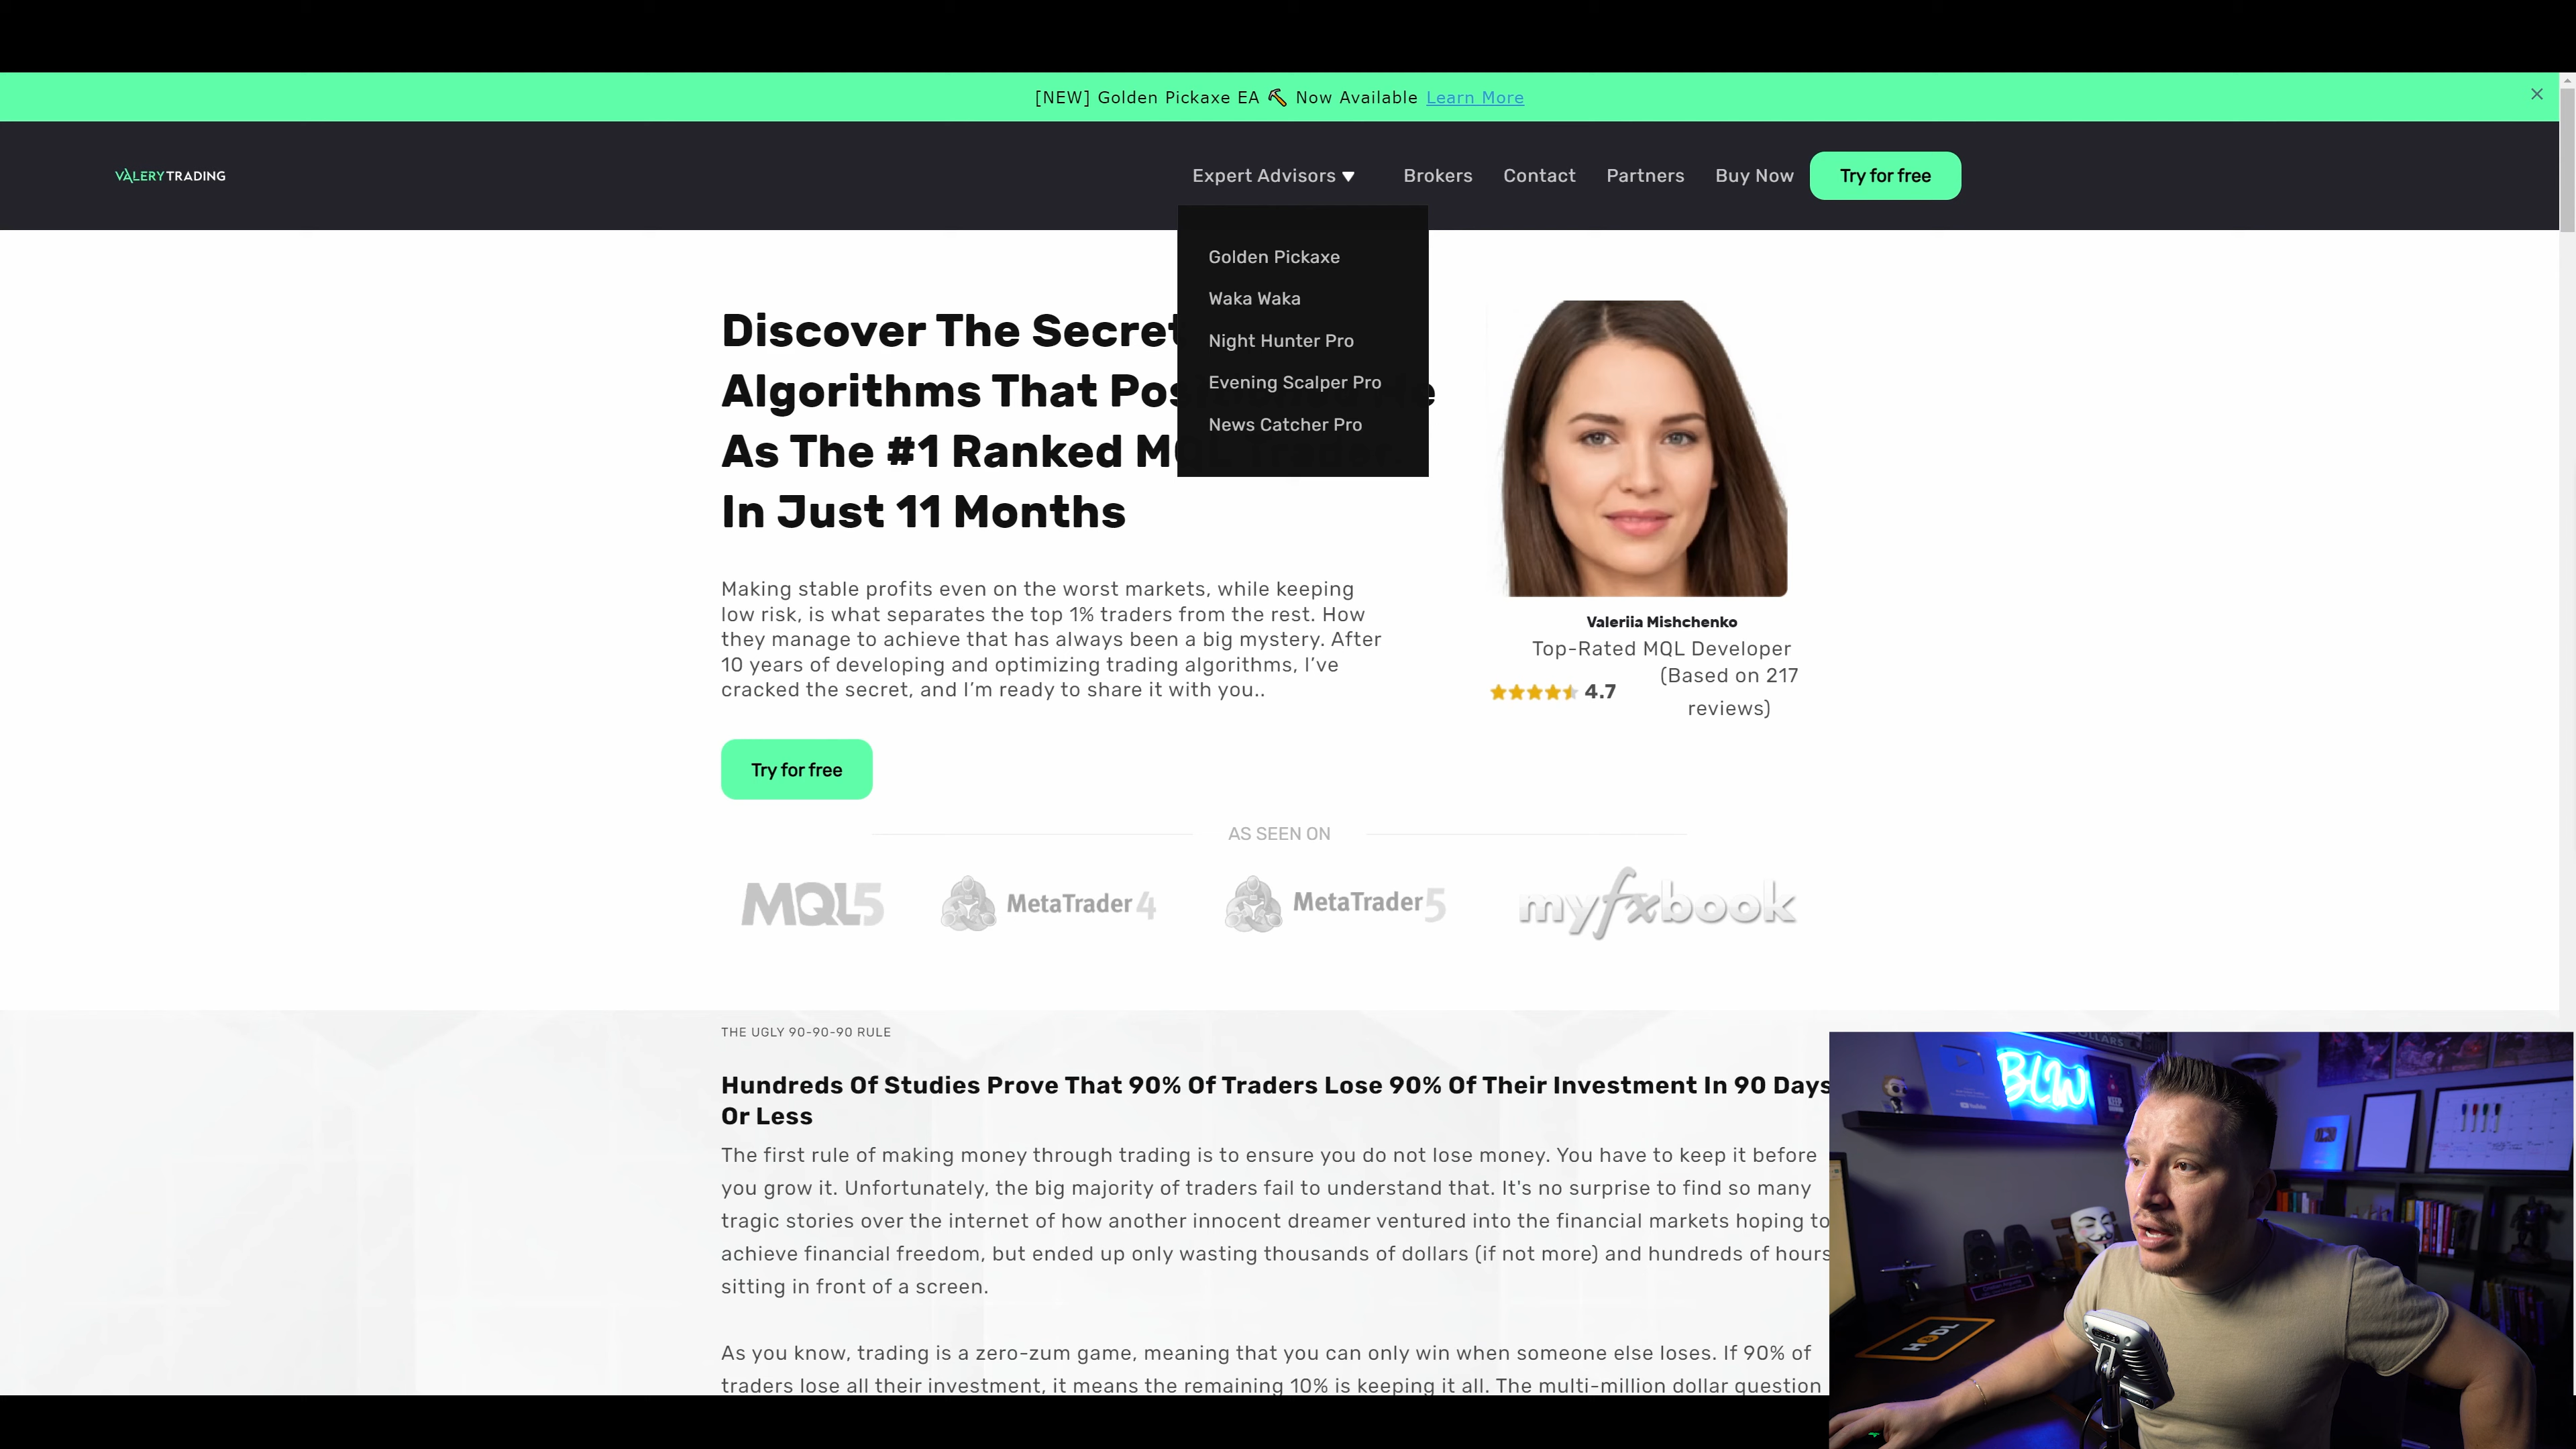 [NEW] Golden Pickaxe EA 🔨 Now Available Learn More
VALERYTRADING
Expert Advisors ▼ Brokers Contact Partners Buy Now Try for free
Golden Pickaxe
Waka Waka
Night Hunter Pro
Evening Scalper Pro
News Catcher Pro
Discover The Secret
Algorithms That
As The #1 Ranked
In Just 11 Months
Making stable profits even on the worst markets, while keeping
low risk, is what separates the top 1% traders from the rest. How
they manage to achieve that has always been a big mystery. After
10 years of developing and optimizing trading algorithms, I've
cracked the secret, and I'm ready to share it with you..
Try for free
Valeriia Mishchenko
Top-Rated MQL Developer
4.7 (Based on 217
reviews)
AS SEEN ON
MQL5 MetaTrader 4 MetaTrader 5 myfxbook
THE UGLY 90-90-90 RULE
Hundreds Of Studies Prove That 90% Of Traders Lose 90% Of Their Investment In 90 Days
Or Less
The first rule of making money through trading is to ensure you do not lose money. You have to keep it before
you grow it. Unfortunately, the big majority of traders fail to understand that. It's no surprise to find so many
tragic stories over the internet of how another innocent dreamer ventured into the financial markets hoping to
achieve financial freedom, but ended up only wasting thousands of dollars (if not more) and hundreds of hours
sitting in front of a screen.
As you know, trading is a zero-zum game, meaning that you can only win when someone else loses. If 90% of
traders lose all their investment, it means the remaining 10% is keeping it all. The multi-million dollar question
BLW
HODL